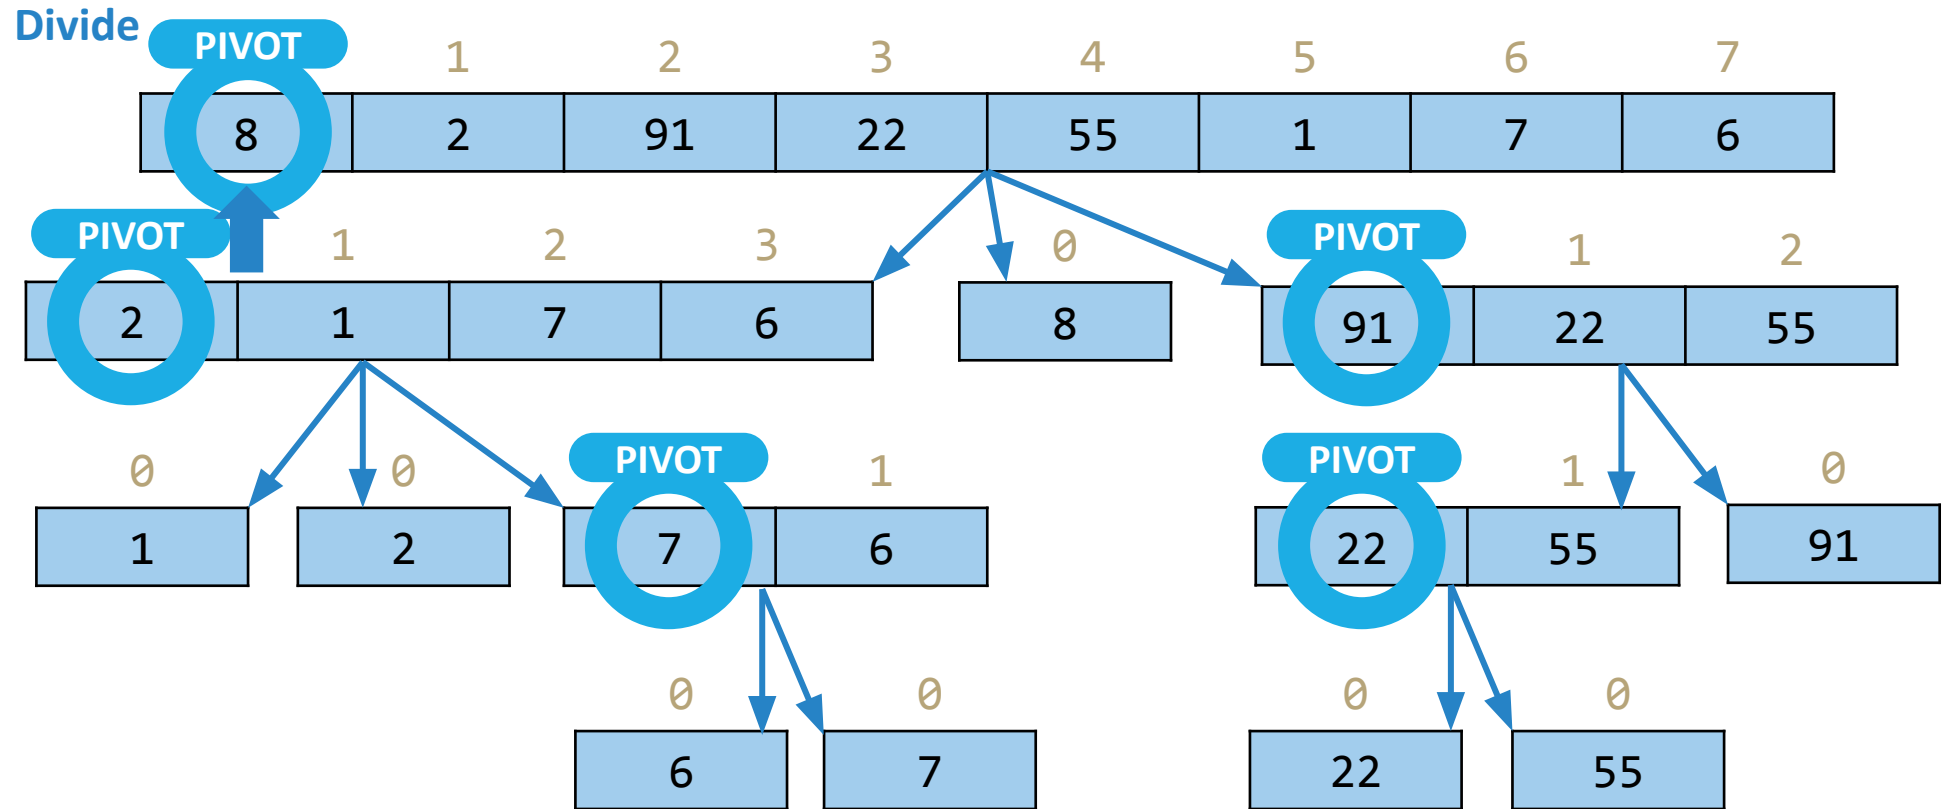 Divide
PIVOT 1 2 3 4 5 6 7
8 2 91 22 55 1 7 6
PIVOT 1 2 3 0 PIVOT 1 2
2 1 7 6 8 91 22 55
0 0 PIVOT 1 PIVOT 1 0
1 2 7 6 22 55 91
0 0 0 0
6 7 22 55